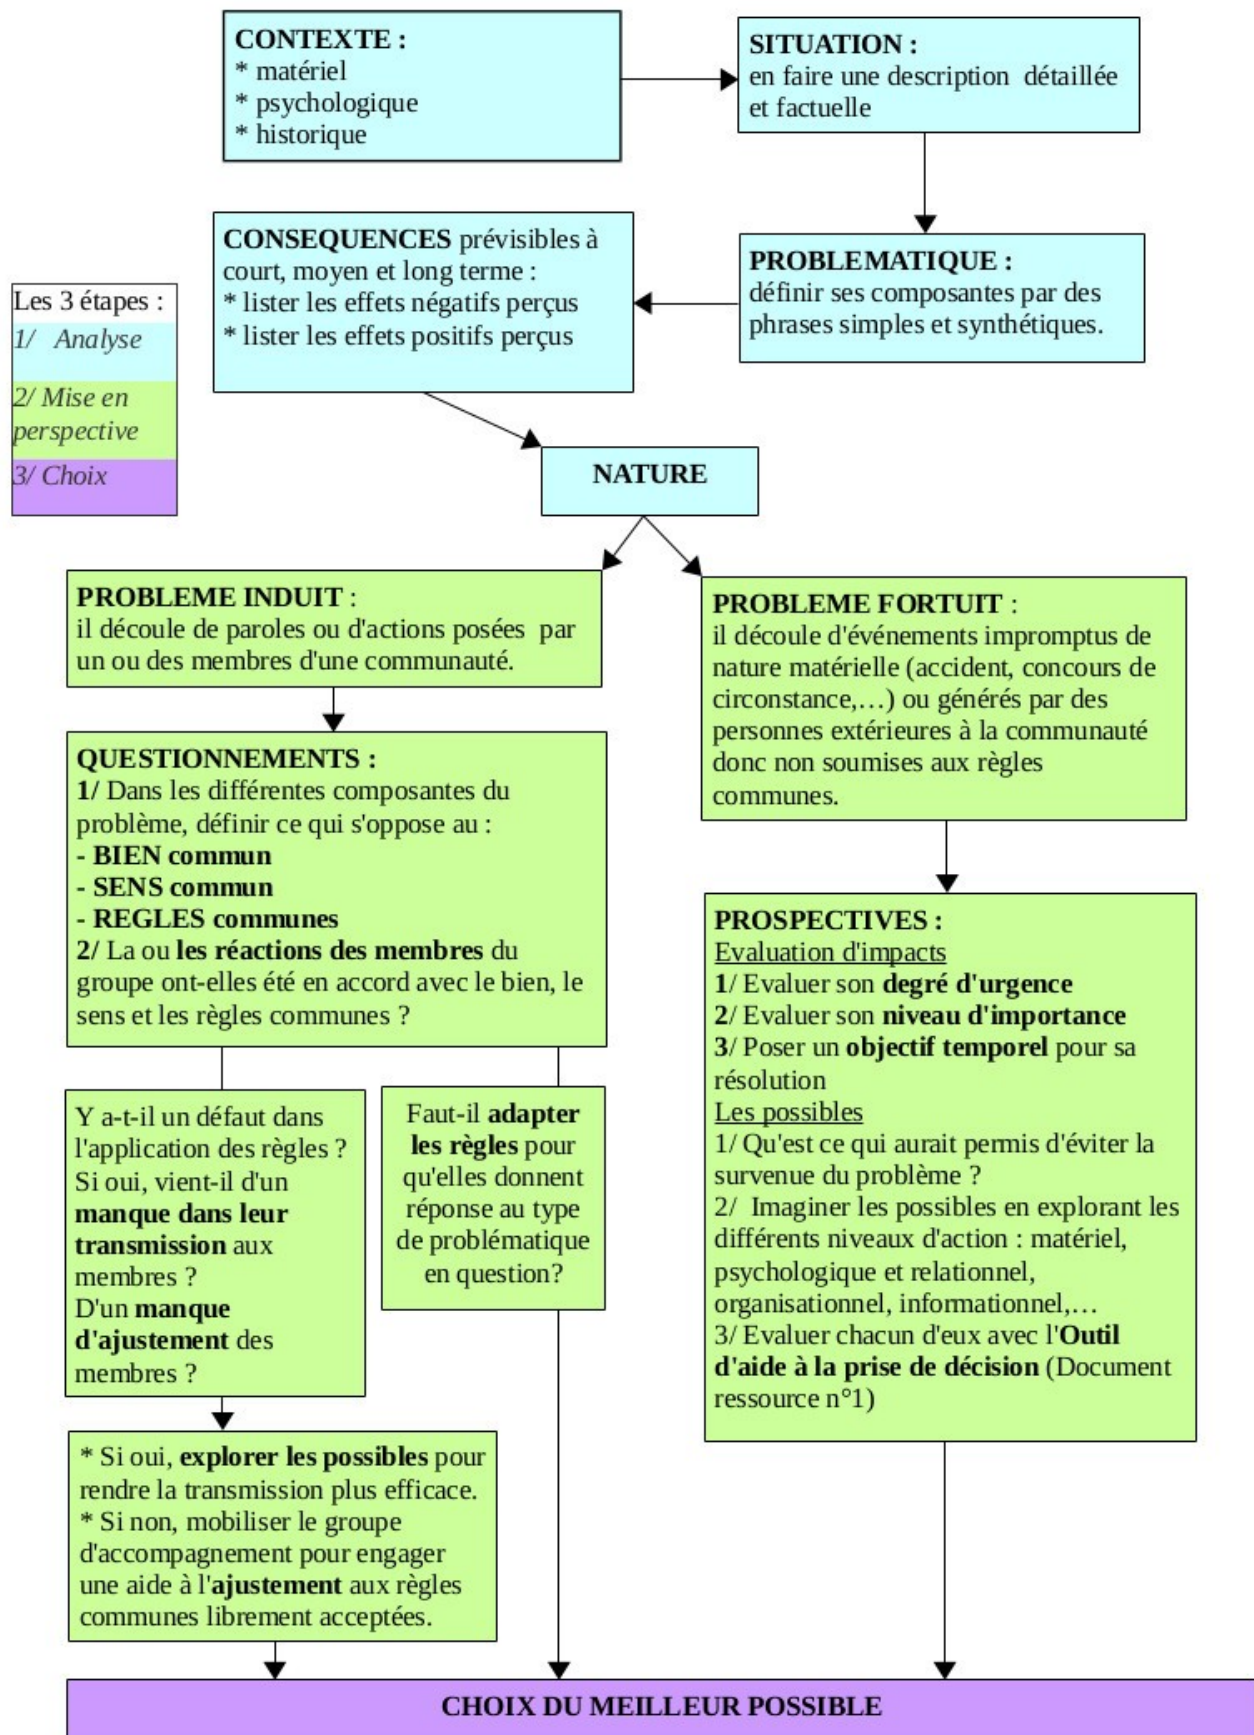 CONTEXTE :
* matériel
* psychologique
* historique
SITUATION :
en faire une description détaillée
et factuelle
PROBLEMATIQUE :
définir ses composantes par des
phrases simples et synthétiques.
CONSEQUENCES prévisibles à
court, moyen et long terme :
* lister les effets négatifs perçus
* lister les effets positifs perçus
Les 3 étapes :
1/ Analyse
2/ Mise en
perspective
3/ Choix
NATURE
PROBLEME INDUIT :
il découle de paroles ou d'actions posées par
un ou des membres d'une communauté.
QUESTIONNEMENTS :
1/ Dans les différentes composantes du
problème, définir ce qui s'oppose au :
- BIEN commun
- SENS commun
- REGLES communes
2/ La ou les réactions des membres du
groupe ont-elles été en accord avec le bien, le
sens et les règles communes ?
Y a-t-il un défaut dans
l'application des règles ?
Si oui, vient-il d'un
manque dans leur
transmission aux
membres ?
D'un manque
d'ajustement des
membres ?
Faut-il adapter
les règles pour
qu'elles donnent
réponse au type
de problématique
en question?
* Si oui, explorer les possibles pour
rendre la transmission plus efficace.
* Si non, mobiliser le groupe
d'accompagnement pour engager
une aide à l'ajustement aux règles
communes librement acceptées.
PROBLEME FORTUIT :
il découle d'événements impromptus de
nature matérielle (accident, concours de
circonstance,…) ou générés par des
personnes extérieures à la communauté
donc non soumises aux règles
communes.
PROSPECTIVES :
Evaluation d'impacts
1/ Evaluer son degré d'urgence
2/ Evaluer son niveau d'importance
3/ Poser un objectif temporel pour sa
résolution
Les possibles
1/ Qu'est ce qui aurait permis d'éviter la
survenue du problème ?
2/ Imaginer les possibles en explorant les
différents niveaux d'action : matériel,
psychologique et relationnel,
organisationnel, informationnel,…
3/ Evaluer chacun d'eux avec l'Outil
d'aide à la prise de décision (Document
ressource n°1)
CHOIX DU MEILLEUR POSSIBLE